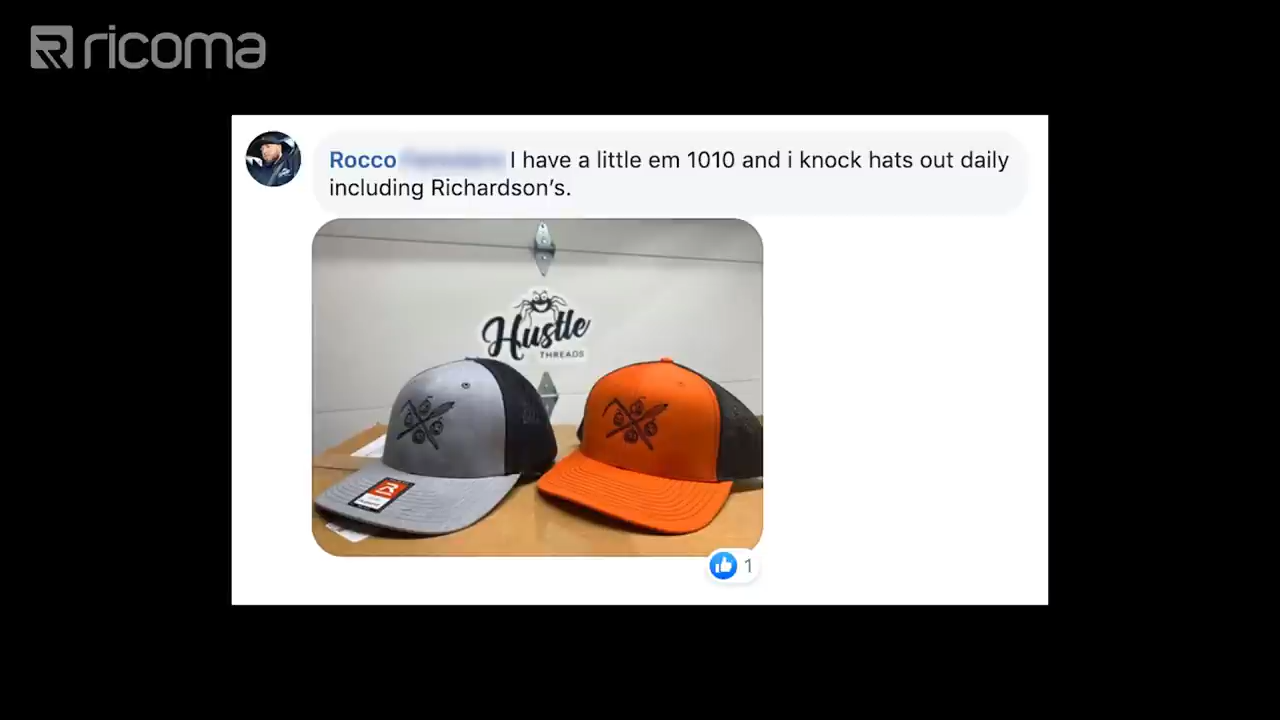 ricoma
Rocco I have a little em 1010 and i knock hats out daily
including Richardson’s.
Hustle
THREADS
1